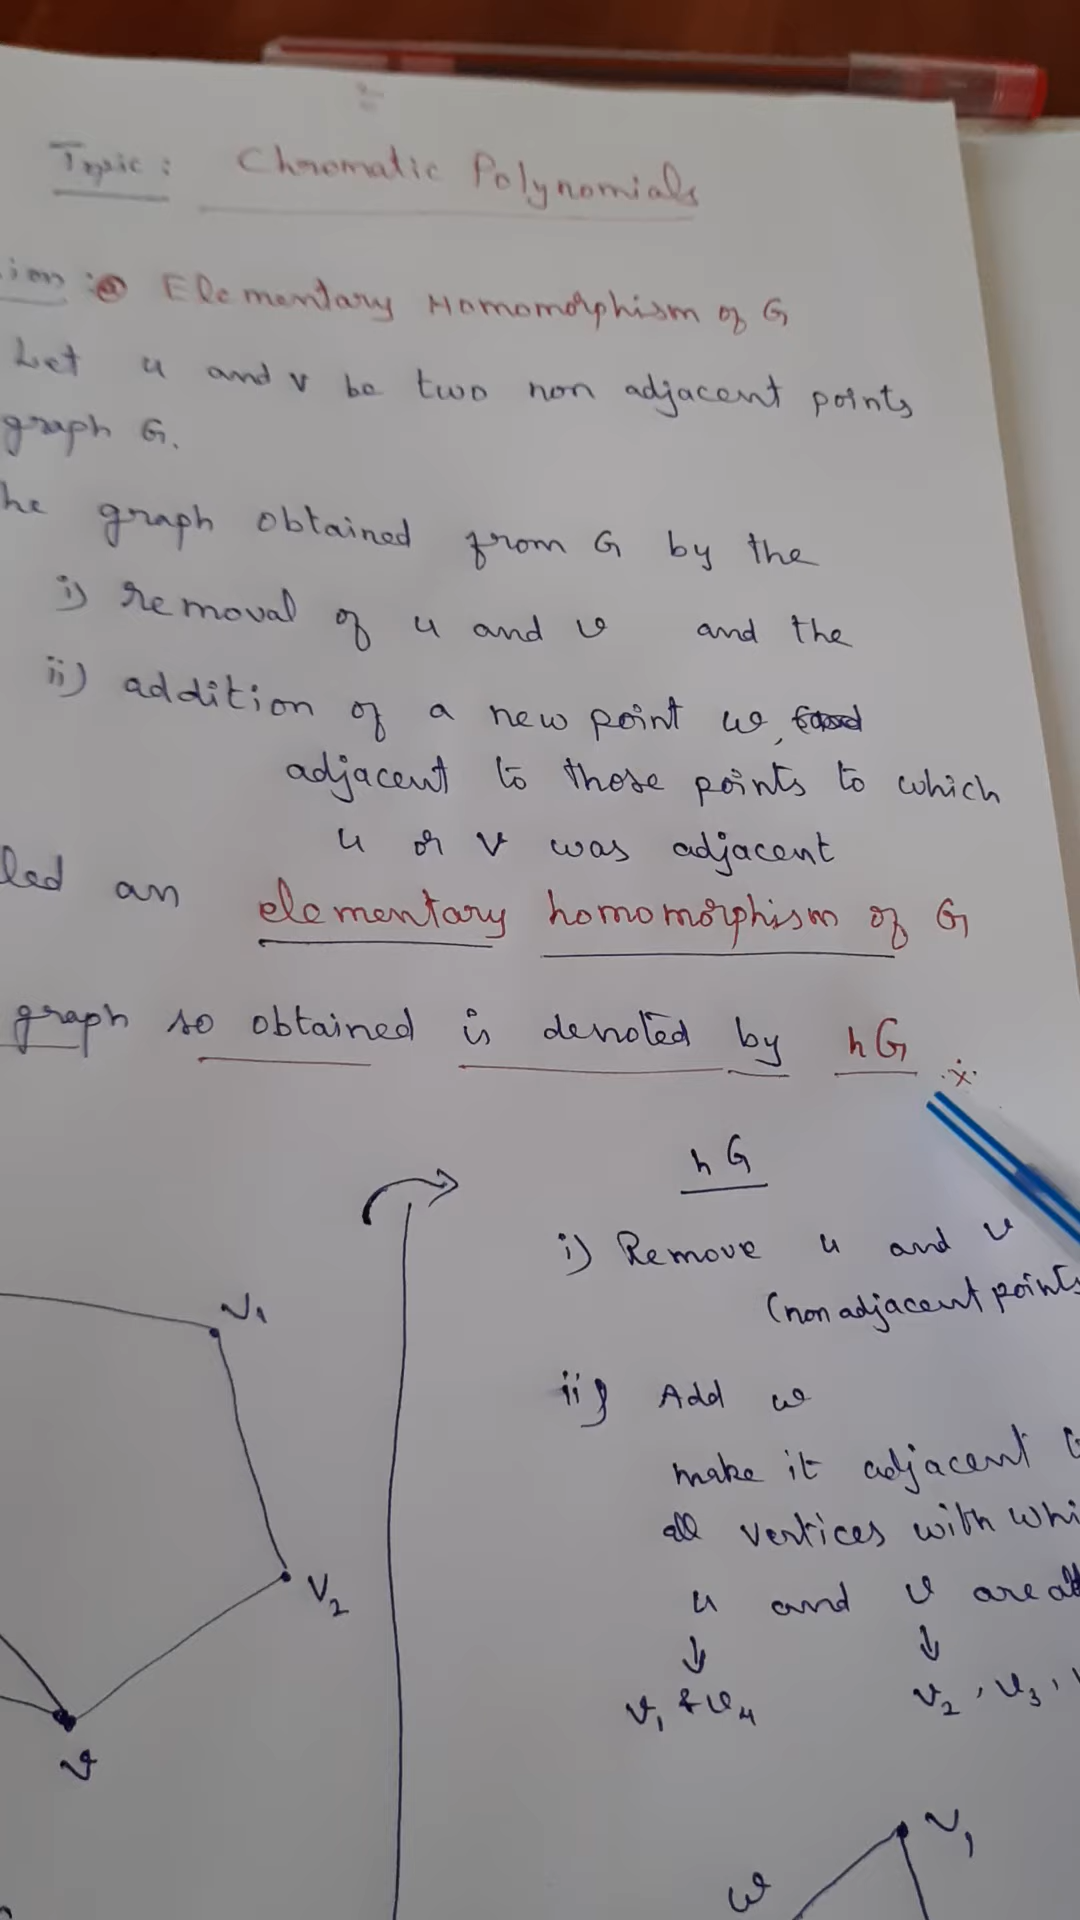 Topic: Chromatic Polynomials
Elementary Homomorphism of G
Let u and v be two non adjacent points
graph G.
graph obtained from G by the
i) removal of u and v and the
ii) addition of a new point w,
adjacent to those points to which
u or v was adjacent
an elementary homomorphism of G
graph so obtained is denoted by hG
hG
i) Remove u and v
(non adjacent points
ii) Add w
make it adjacent
all vertices with
u and v are
↓ ↓
v₁ & v₄ v₂, v₃,
v₁
v₂
v
v₁
w